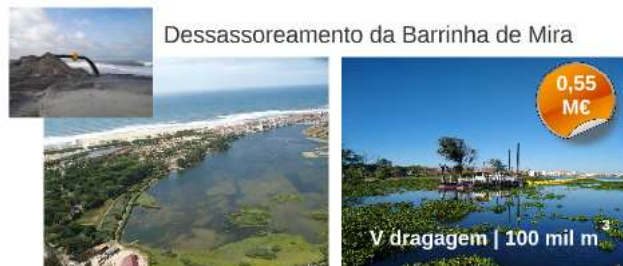 Dessassoreamento da Barrinha de Mira
0,55
M€
V dragagem | 100 mil m³